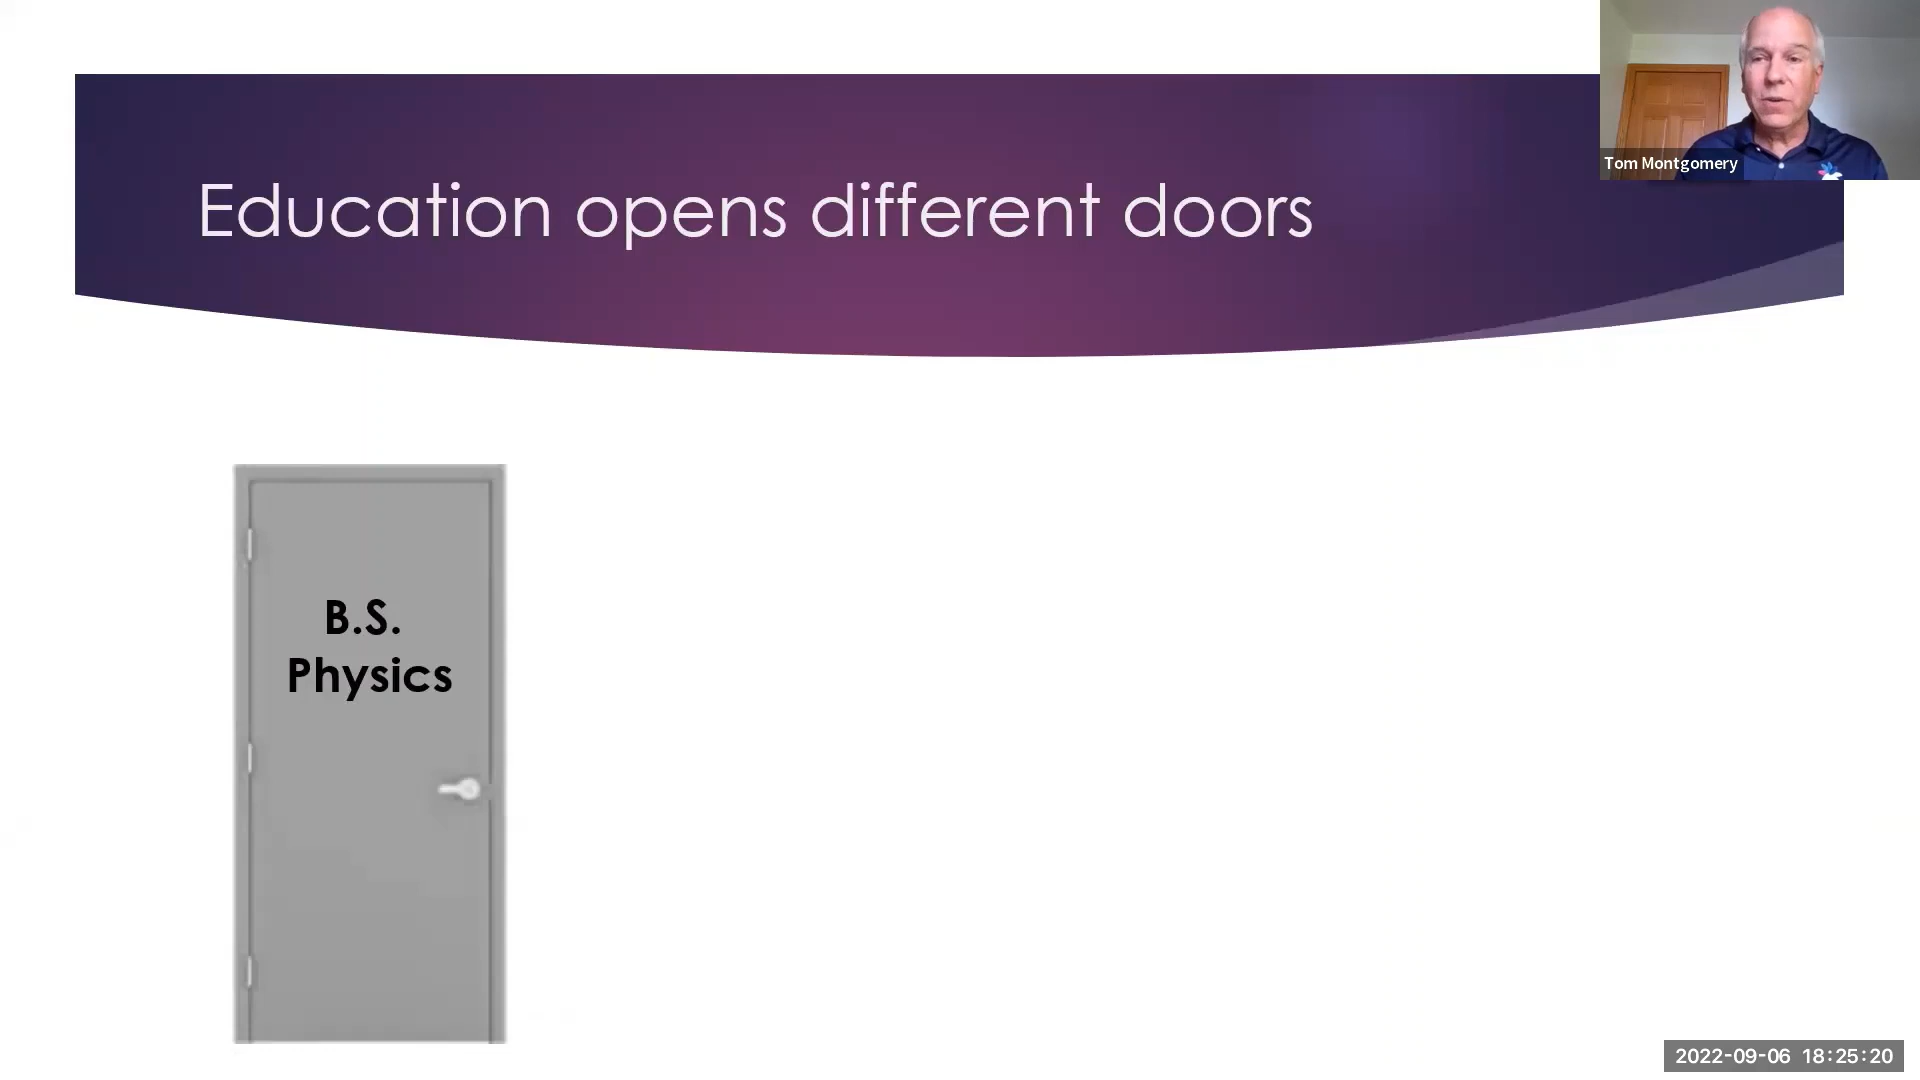 Tom Montgomery
Education opens different doors
B.S.
Physics
2022-09-06 18:25:20